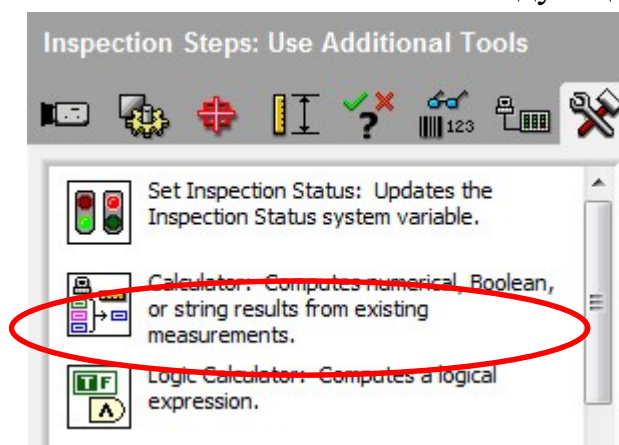 Inspection Steps: Use Additional Tools
123
Set Inspection Status: Updates the
Inspection Status system variable.
Calculator: Computes numerical, Boolean,
or string results from existing
measurements.
T F
Logic Calculator: Computes a logical
expression.